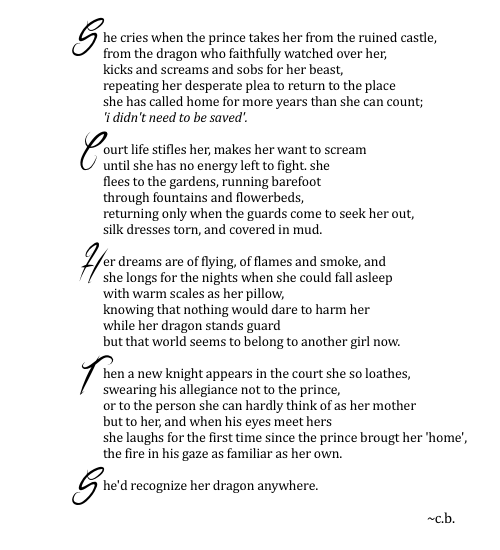 She cries when the prince takes her from the ruined castle,
from the dragon who faithfully watched over her,
kicks and screams and sobs for her beast,
repeating her desperate plea to return to the place
she has called home for more years than she can count;
'i didn't need to be saved'.
Court life stifles her, makes her want to scream
until she has no energy left to fight. she
flees to the gardens, running barefoot
through fountains and flowerbeds,
returning only when the guards come to seek her out,
silk dresses torn, and covered in mud.
Her dreams are of flying, of flames and smoke, and
she longs for the nights when she could fall asleep
with warm scales as her pillow,
knowing that nothing would dare to harm her
while her dragon stands guard
but that world seems to belong to another girl now.
Then a new knight appears in the court she so loathes,
swearing his allegiance not to the prince,
or to the person she can hardly think of as her mother
but to her, and when his eyes meet hers
she laughs for the first time since the prince brougt her 'home',
the fire in his gaze as familiar as her own.
She'd recognize her dragon anywhere.
~c.b.